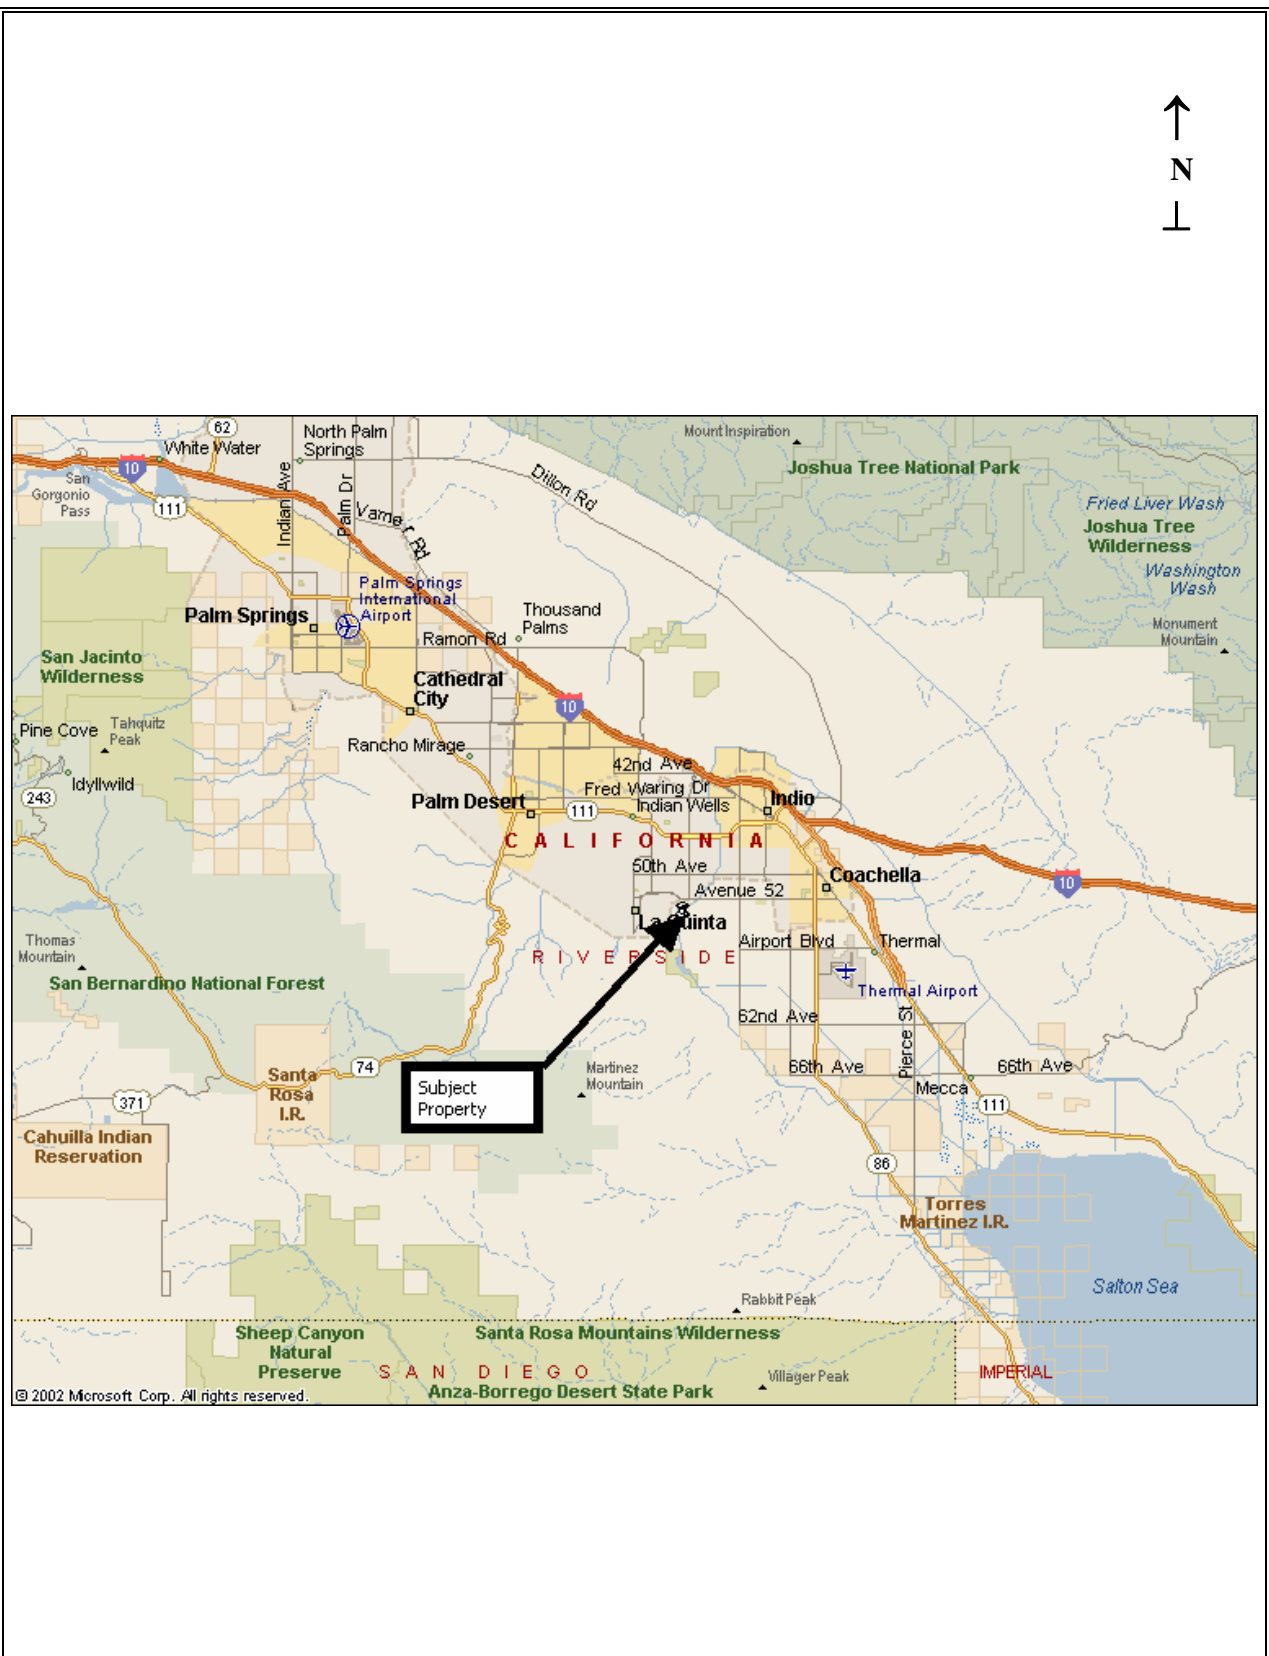 N
62
White Water
North Palm
Springs
Mount Inspiration
10
Joshua Tree National Park
San
Gorgonio
Pass
111
Indian Ave
Palm Dr
Varner Rd
Dillon Rd
Fried Liver Wash
Joshua Tree
Wilderness
Washington
Wash
Palm Springs
International
Airport
Palm Springs
Thousand
Palms
Ramon Rd
Monument
Mountain
San Jacinto
Wilderness
Cathedral
City
10
Pine Cove
Tahquitz
Peak
Rancho Mirage
42nd Ave
Idyllwild
243
Fred Waring Dr
Palm Desert
111
Indian Wells
Indio
CALIFORNIA
50th Ave
Coachella
10
Avenue 52
La Quinta
Thomas
Mountain
Airport Blvd
Thermal
RIVERSIDE
San Bernardino National Forest
Thermal Airport
62nd Ave
Pierce St
74
Santa
Rosa
I.R.
Martinez
Mountain
66th Ave
66th Ave
Subject
Property
Mecca
371
111
Cahuilla Indian
Reservation
86
Torres
Martinez I.R.
Salton Sea
Rabbit Peak
Sheep Canyon
Natural
Preserve
Santa Rosa Mountains Wilderness
SAN DIEGO
Villager Peak
IMPERIAL
Anza-Borrego Desert State Park
© 2002 Microsoft Corp. All rights reserved.